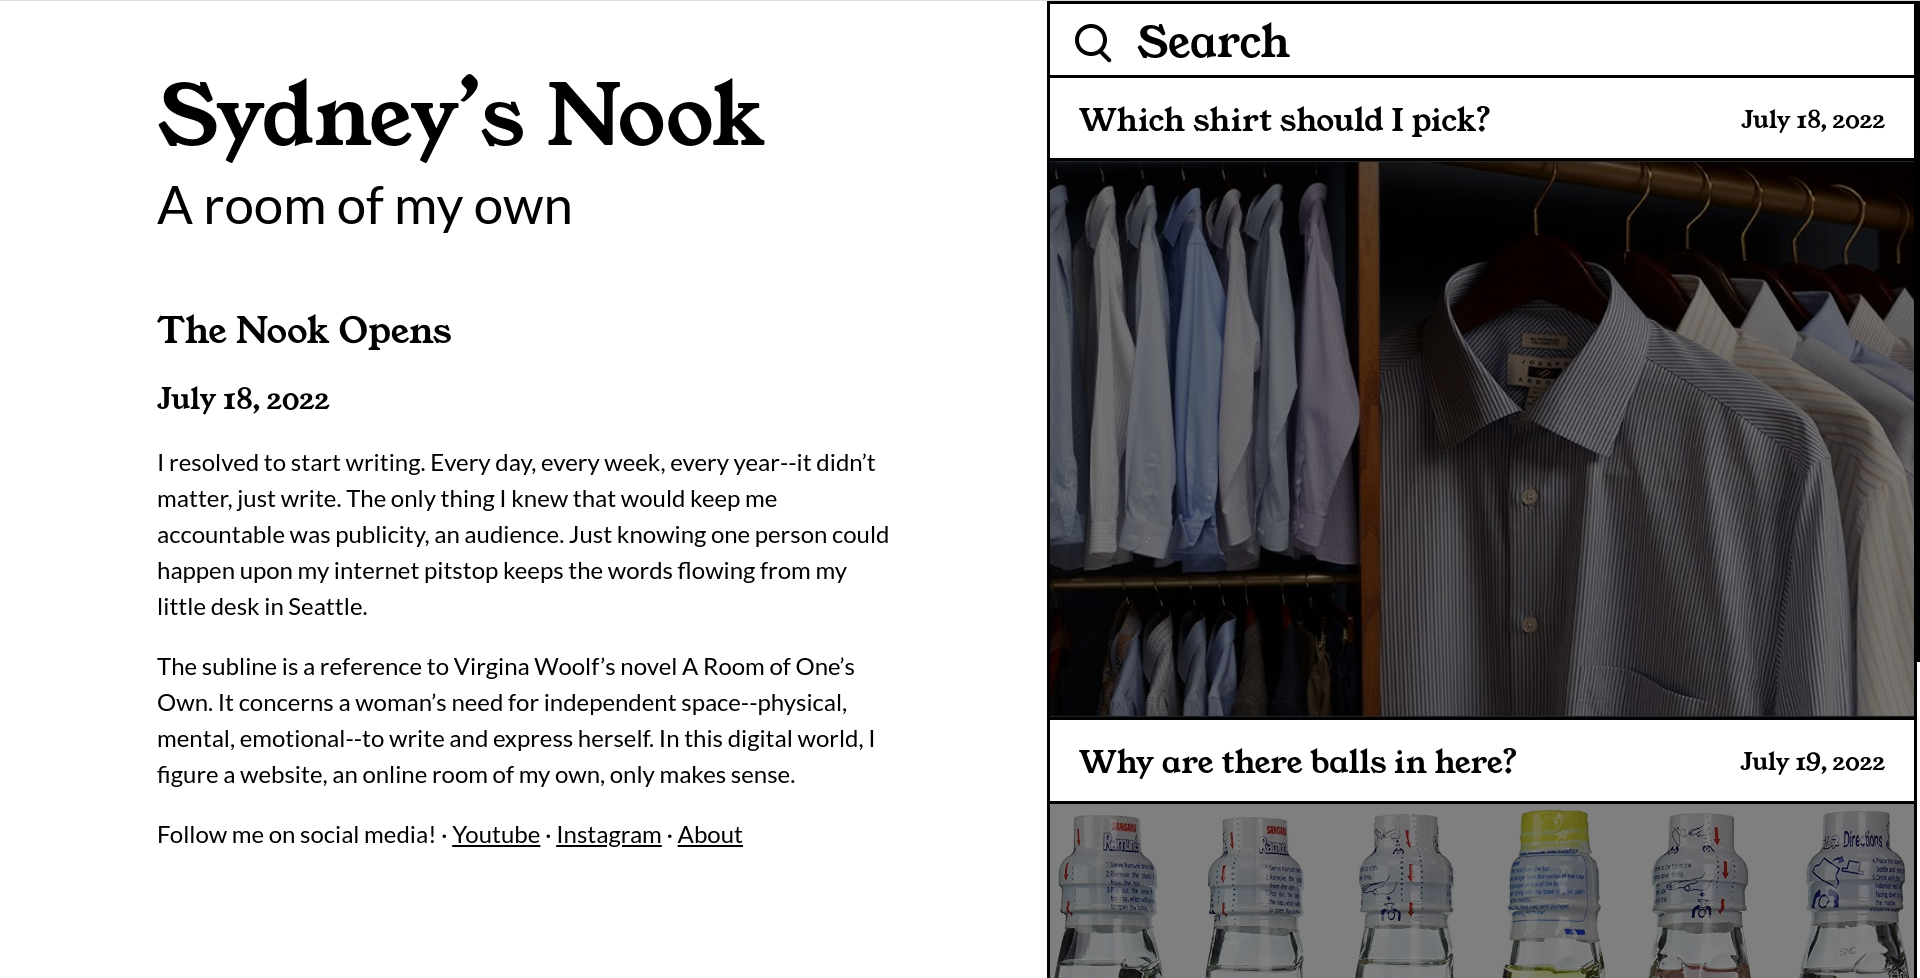 Sydney’s Nook
A room of my own
The Nook Opens
July 18, 2022
I resolved to start writing. Every day, every week, every year--it didn’t
matter, just write. The only thing I knew that would keep me
accountable was publicity, an audience. Just knowing one person could
happen upon my internet pitstop keeps the words flowing from my
little desk in Seattle.
The subline is a reference to Virgina Woolf’s novel A Room of One’s
Own. It concerns a woman’s need for independent space--physical,
mental, emotional--to write and express herself. In this digital world, I
figure a website, an online room of my own, only makes sense.
Follow me on social media! · Youtube · Instagram · About
Search
Which shirt should I pick? July 18, 2022
JOSEPH
Why are there balls in here? July 19, 2022
SANGARIA
Directions